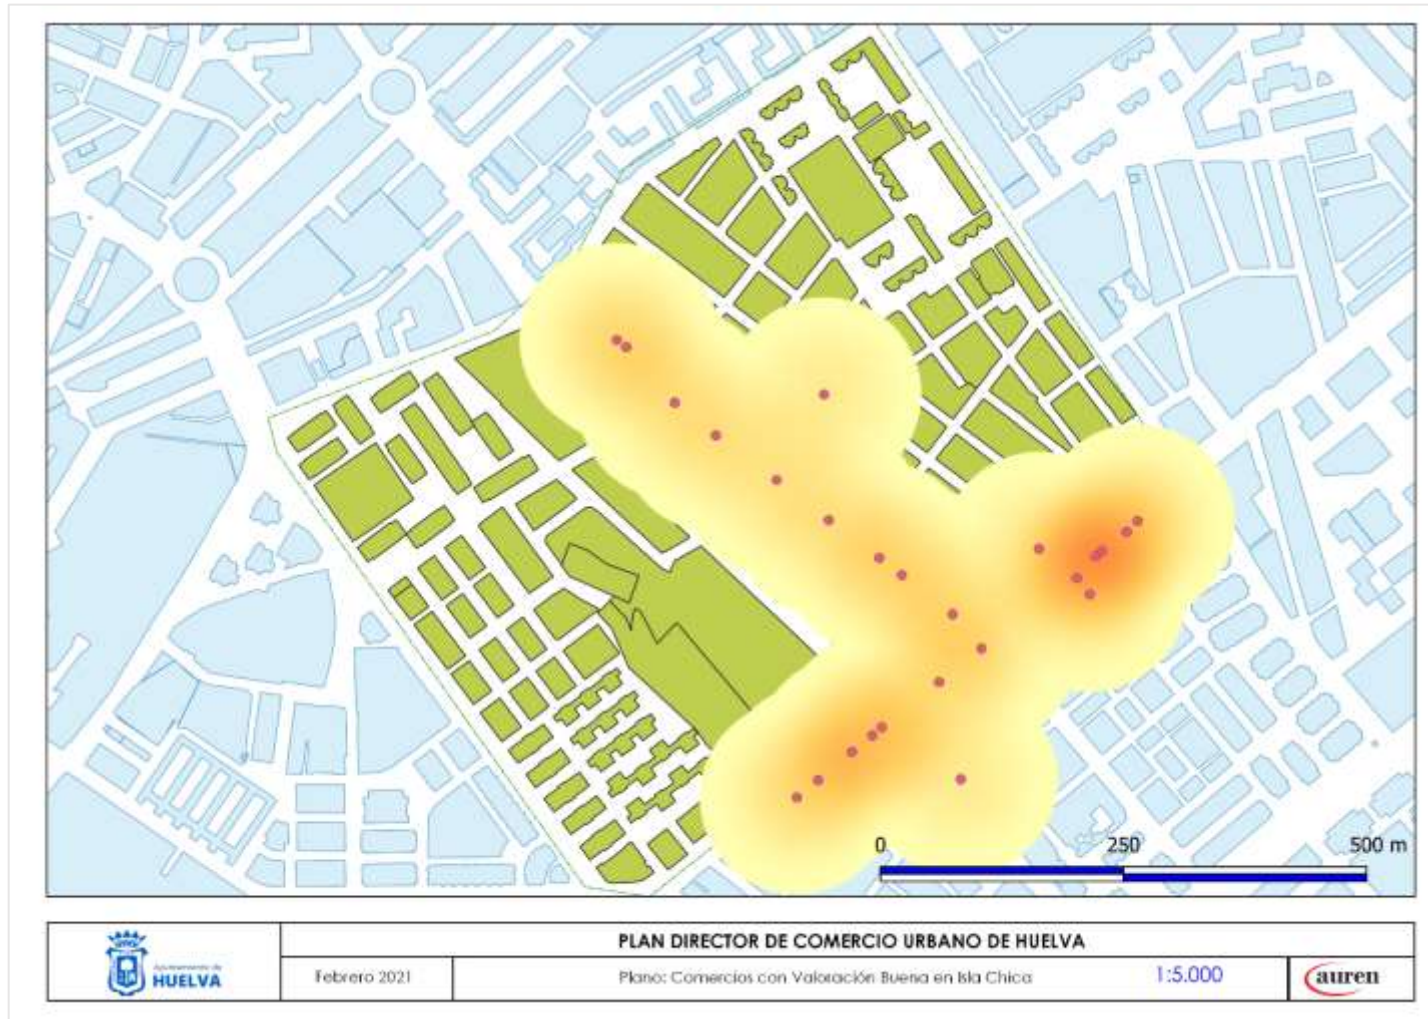 0 250 500 m
PLAN DIRECTOR DE COMERCIO URBANO DE HUELVA
Ayuntamiento de
HUELVA
Febrero 2021
Plano: Comercios con Valoración Buena en Isla Chica
1:5.000
auren